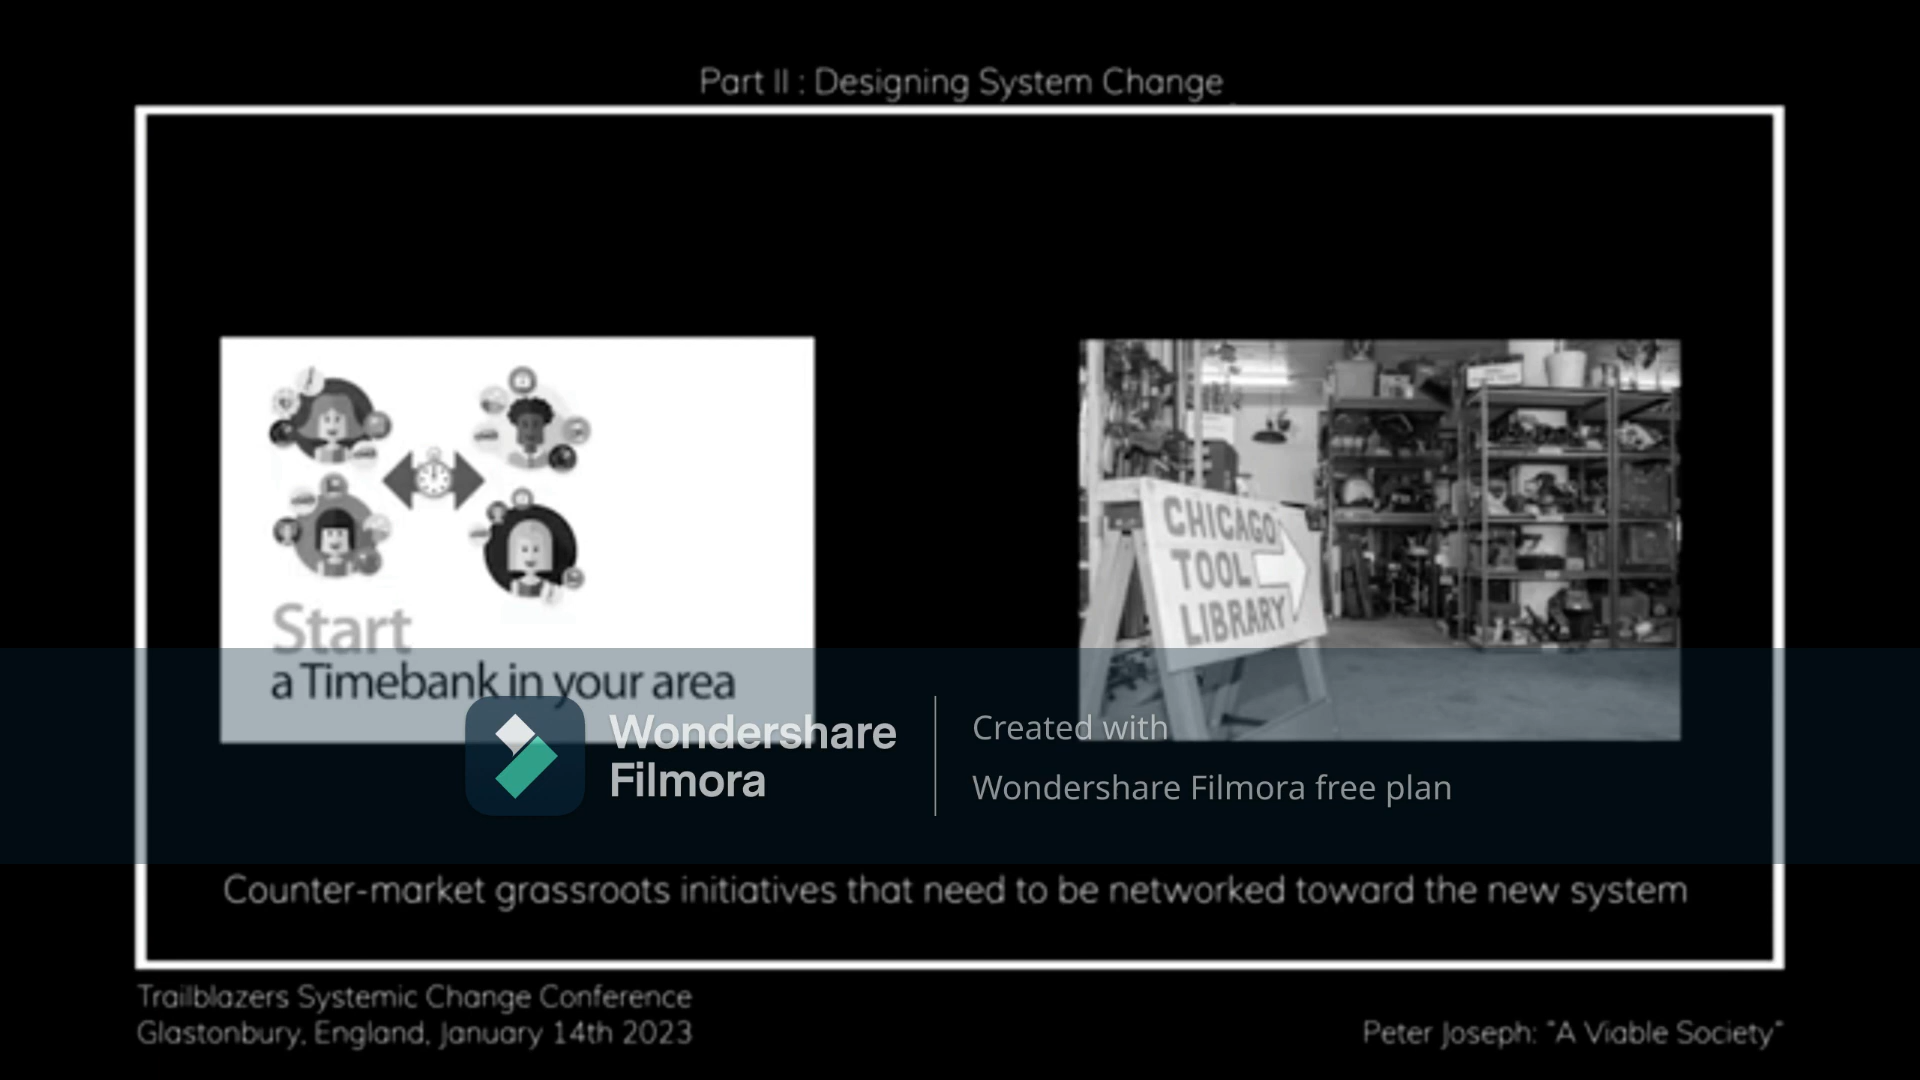 Part II : Designing System Change
Start
a Timebank in your area
CHICAGO
TOOL
LIBRARY
Wondershare
Filmora
Created with
Wondershare Filmora free plan
Counter-market grassroots initiatives that need to be networked toward the new system
Trailblazers Systemic Change Conference
Glastonbury, England, January 14th 2023
Peter Joseph: "A Viable Society"